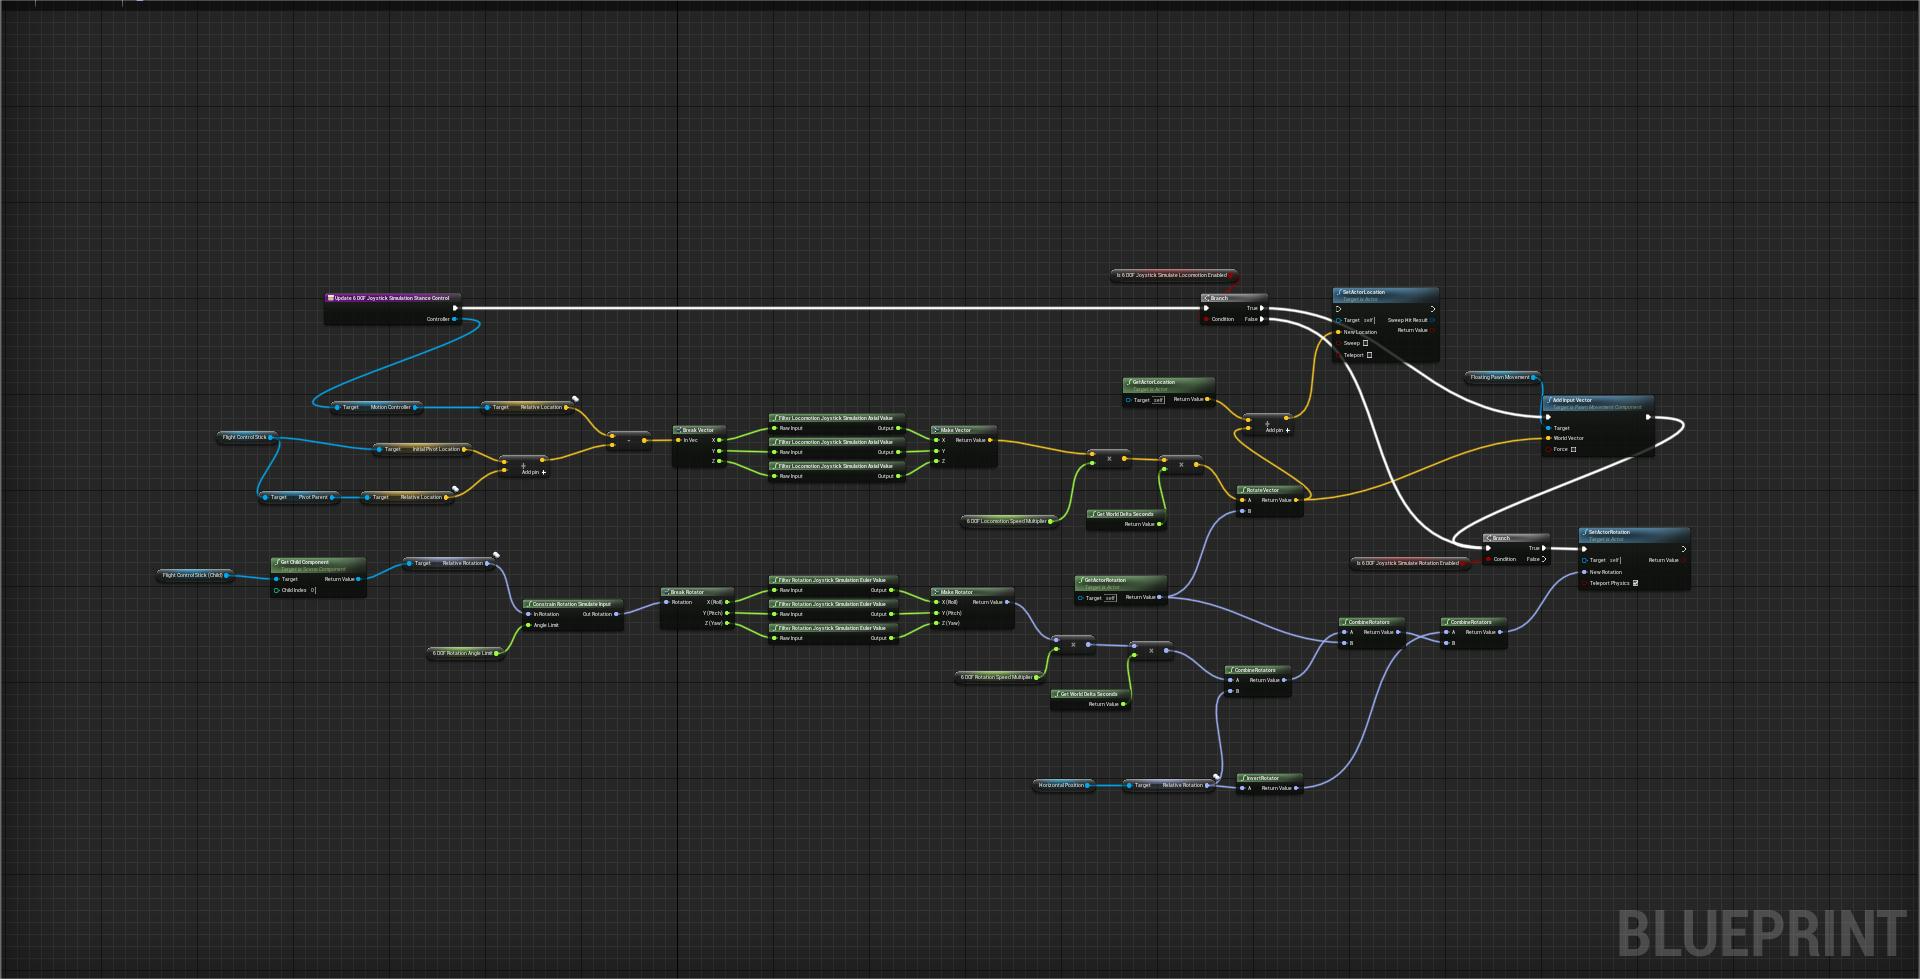 Is 6 DOF Joystick Simulate Locomotion Enabled
Update 6 DOF Joystick Simulation Stance Control
Controller
Branch
Condition
True
False
SetActorLocation
Target is Actor
Target
self
New Location
Sweep
Teleport
Sweep Hit Result
Return Value
GetActorLocation
Target is Actor
Target
self
Return Value
Floating Pawn Movement
Add Input Vector
Target is Pawn Movement Component
Target
World Vector
Force
Target
Motion Controller
Target
Relative Location
Flight Control Stick
Target
Initial Pivot Location
Target
Pivot Parent
Target
Relative Location
+
Add pin +
-
Break Vector
In Vec
X
Y
Z
Filter Locomotion Joystick Simulation Axial Value
Raw Input
Output
Filter Locomotion Joystick Simulation Axial Value
Raw Input
Output
Filter Locomotion Joystick Simulation Axial Value
Raw Input
Output
Make Vector
X
Y
Z
Return Value
+
Add pin +
x
x
6 DOF Locomotion Speed Multiplier
Get World Delta Seconds
Return Value
RotateVector
A
B
Return Value
Is 6 DOF Joystick Simulate Rotation Enabled
Branch
Condition
True
False
SetActorRotation
Target is Actor
Target
self
New Rotation
Teleport Physics
Return Value
Flight Control Stick (Child)
Get Child Component
Target is Scene Component
Target
Child Index
0
Return Value
Target
Relative Rotation
Constrain Rotation Simulate Input
In Rotation
Angle Limit
Out Rotation
6 DOF Rotation Angle Limit
Break Rotator
Rotation
X (Roll)
Y (Pitch)
Z (Yaw)
Filter Rotation Joystick Simulation Euler Value
Raw Input
Output
Filter Rotation Joystick Simulation Euler Value
Raw Input
Output
Filter Rotation Joystick Simulation Euler Value
Raw Input
Output
Make Rotator
X (Roll)
Y (Pitch)
Z (Yaw)
Return Value
GetActorRotation
Target is Actor
Target
self
Return Value
x
x
6 DOF Rotation Speed Multiplier
Get World Delta Seconds
Return Value
CombineRotators
A
B
Return Value
CombineRotators
A
B
Return Value
CombineRotators
A
B
Return Value
Horizontal Position
Target
Relative Rotation
InvertRotator
A
Return Value
BLUEPRINT